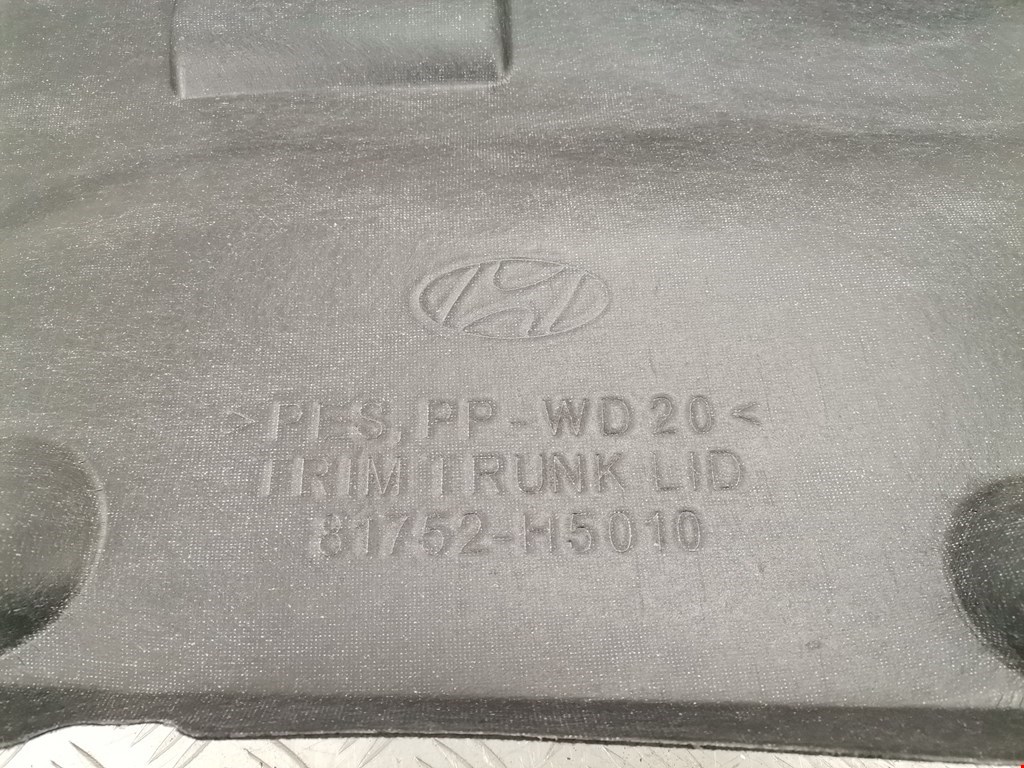 >PES, PP-WD20<
TRIM TRUNK LID
81752-H5010